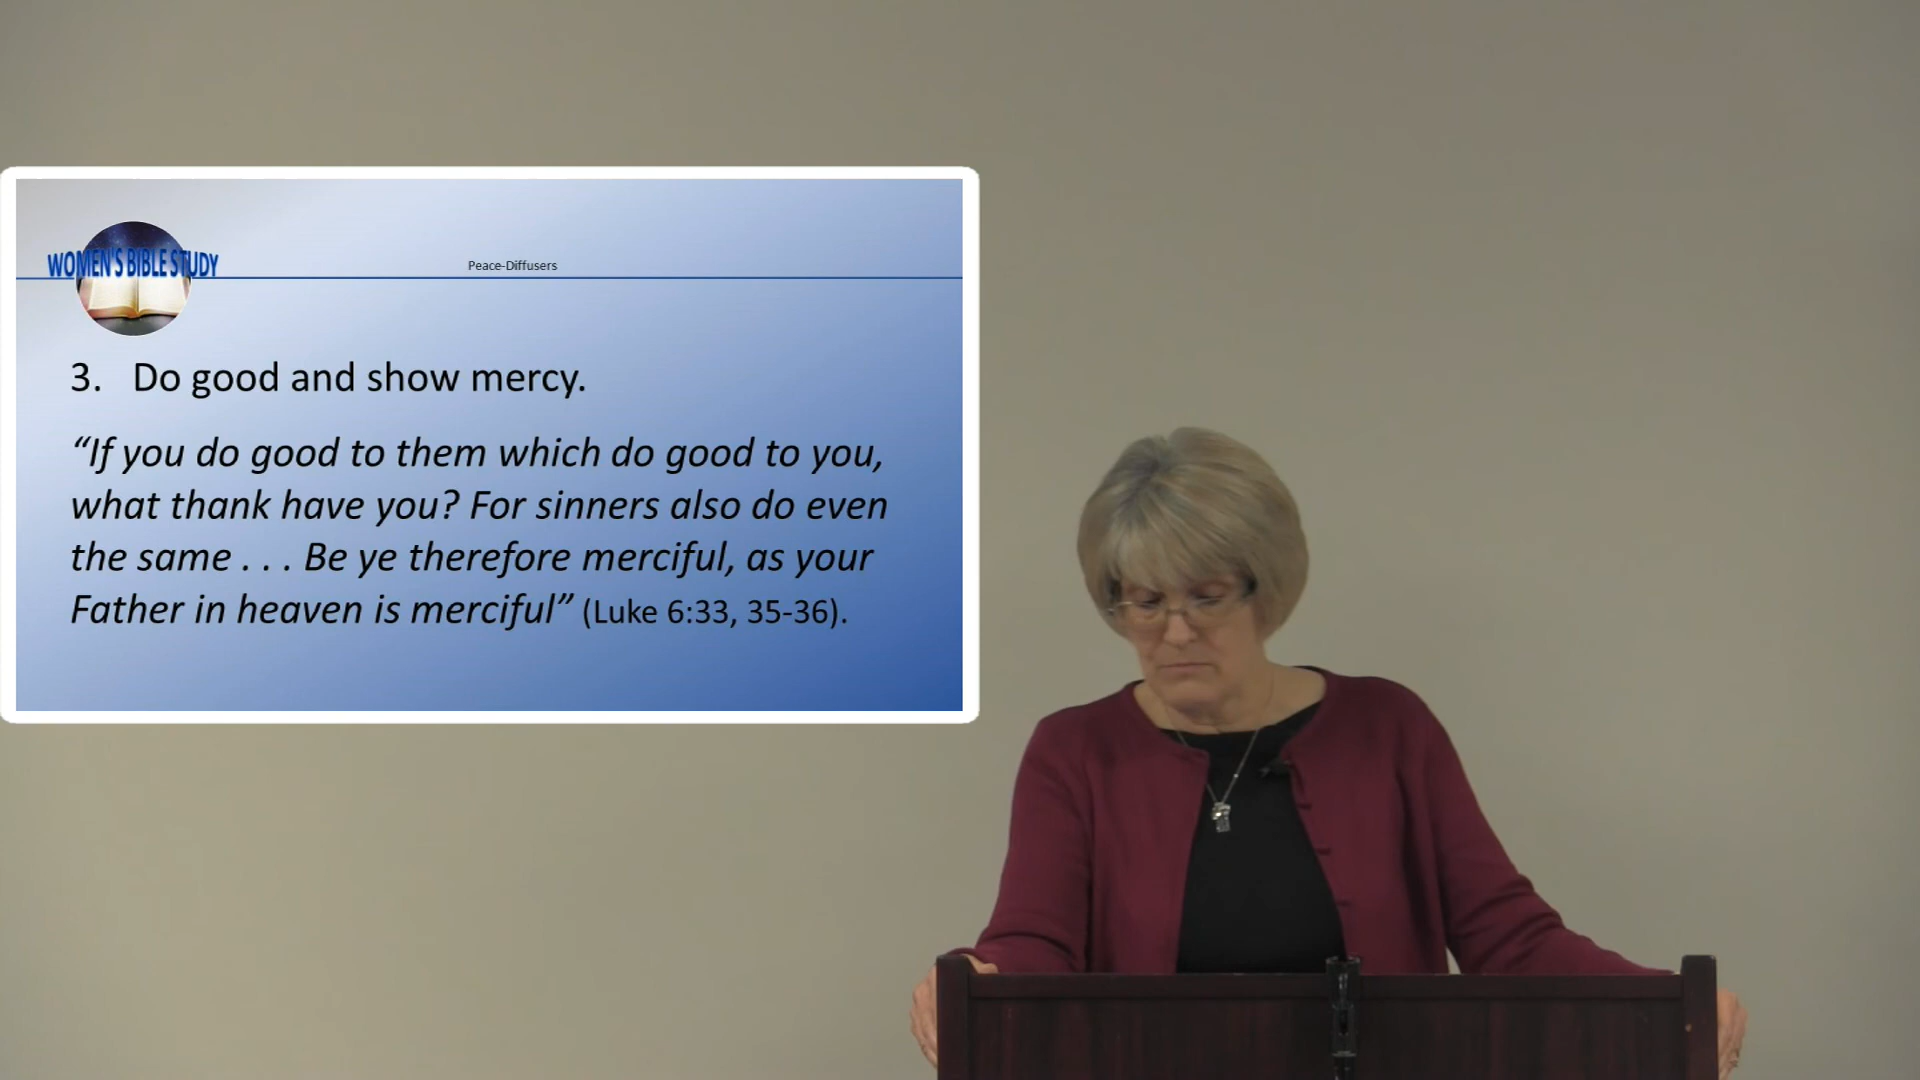 WOMEN'S BIBLE STUDY
Peace-Diffusers
3. Do good and show mercy.
“If you do good to them which do good to you,
what thank have you? For sinners also do even
the same . . . Be ye therefore merciful, as your
Father in heaven is merciful” (Luke 6:33, 35-36).